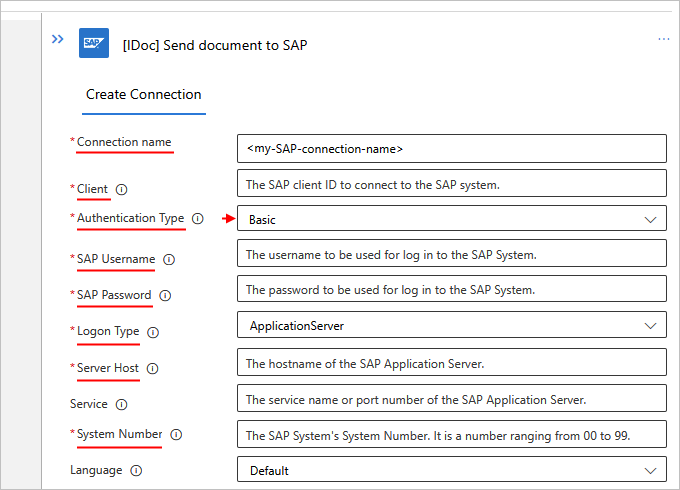 SAP [IDoc] Send document to SAP ...
Create Connection
* Connection name <my-SAP-connection-name>
* Client The SAP client ID to connect to the SAP system.
* Authentication Type Basic
* SAP Username The username to be used for log in to the SAP System.
* SAP Password The password to be used for log in to the SAP System.
* Logon Type ApplicationServer
* Server Host The hostname of the SAP Application Server.
Service The service name or port number of the SAP Application Server.
* System Number The SAP System's System Number. It is a number ranging from 00 to 99.
Language Default